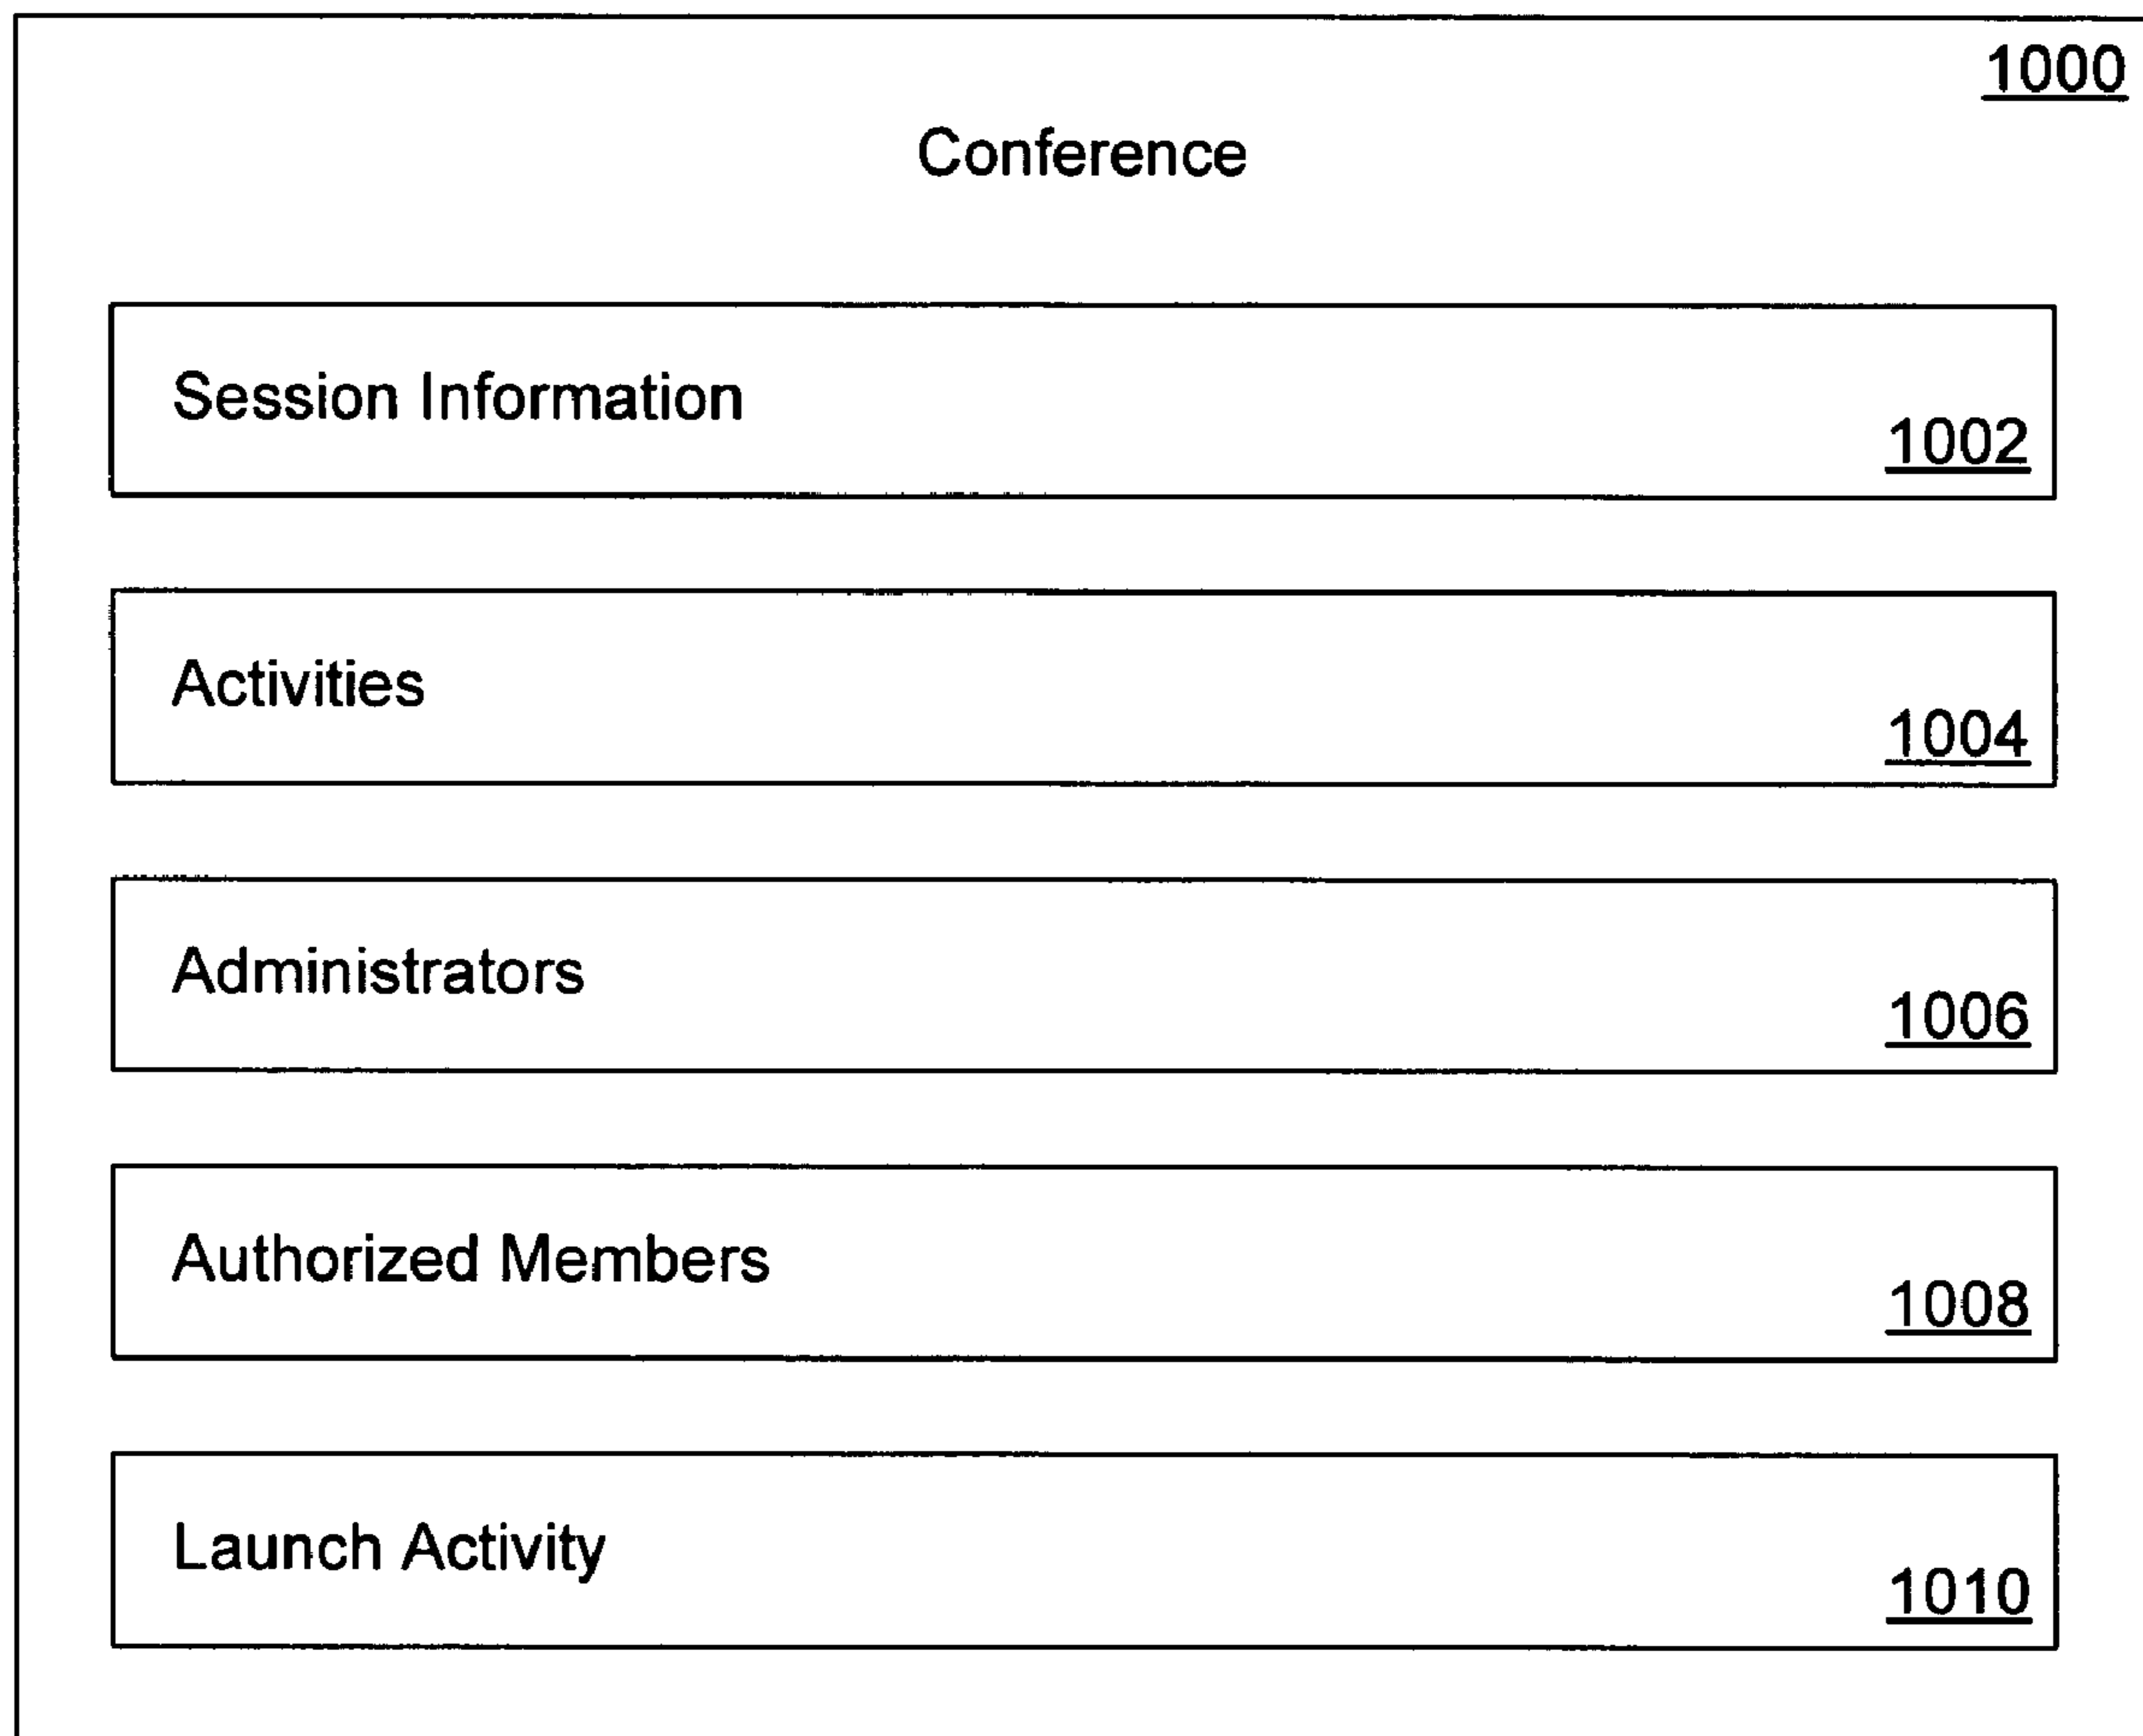 1000
Conference
Session Information
1002
Activities
1004
Administrators
1006
Authorized Members
1008
Launch Activity
1010